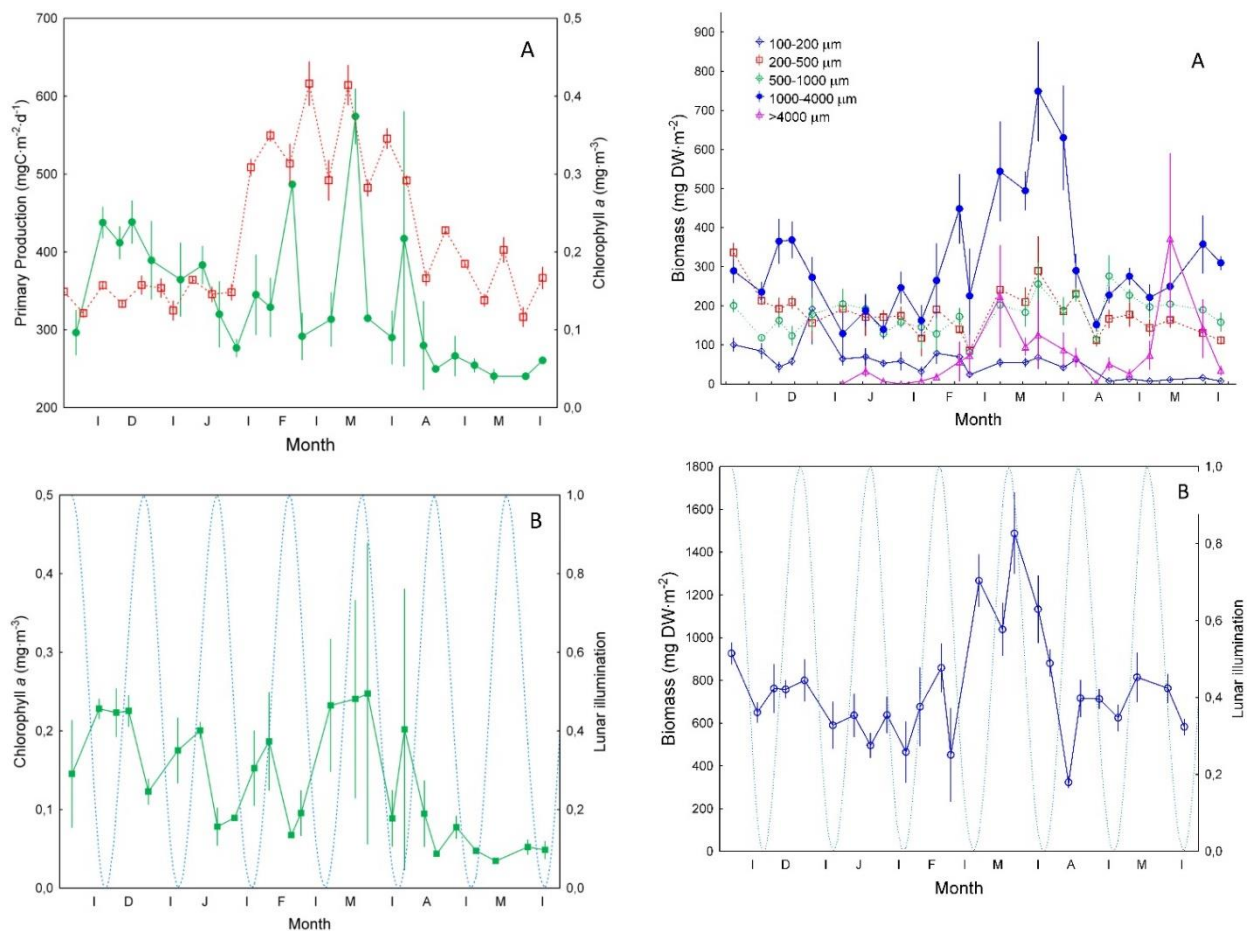 A
Primary Production (mgC·m⁻²·d⁻¹)
700
600
500
400
300
200
0,5
0,4
0,3
0,2
0,1
0,0
Chlorophyll a (mg·m⁻³)
I D I J I F I M I A I M I
Month
A
100-200 µm
200-500 µm
500-1000 µm
1000-4000 µm
>4000 µm
Biomass (mg DW·m⁻²)
900
800
700
600
500
400
300
200
100
0
I D I J I F I M I A I M I
Month
B
Chlorophyll a (mg·m⁻³)
0,5
0,4
0,3
0,2
0,1
0,0
1,0
0,8
0,6
0,4
0,2
0,0
Lunar illumination
I D I J I F I M I A I M I
Month
B
Biomass (mg DW·m⁻²)
1800
1600
1400
1200
1000
800
600
400
200
0
1,0
0,8
0,6
0,4
0,2
0,0
Lunar illumination
I D I J I F I M I A I M I
Month